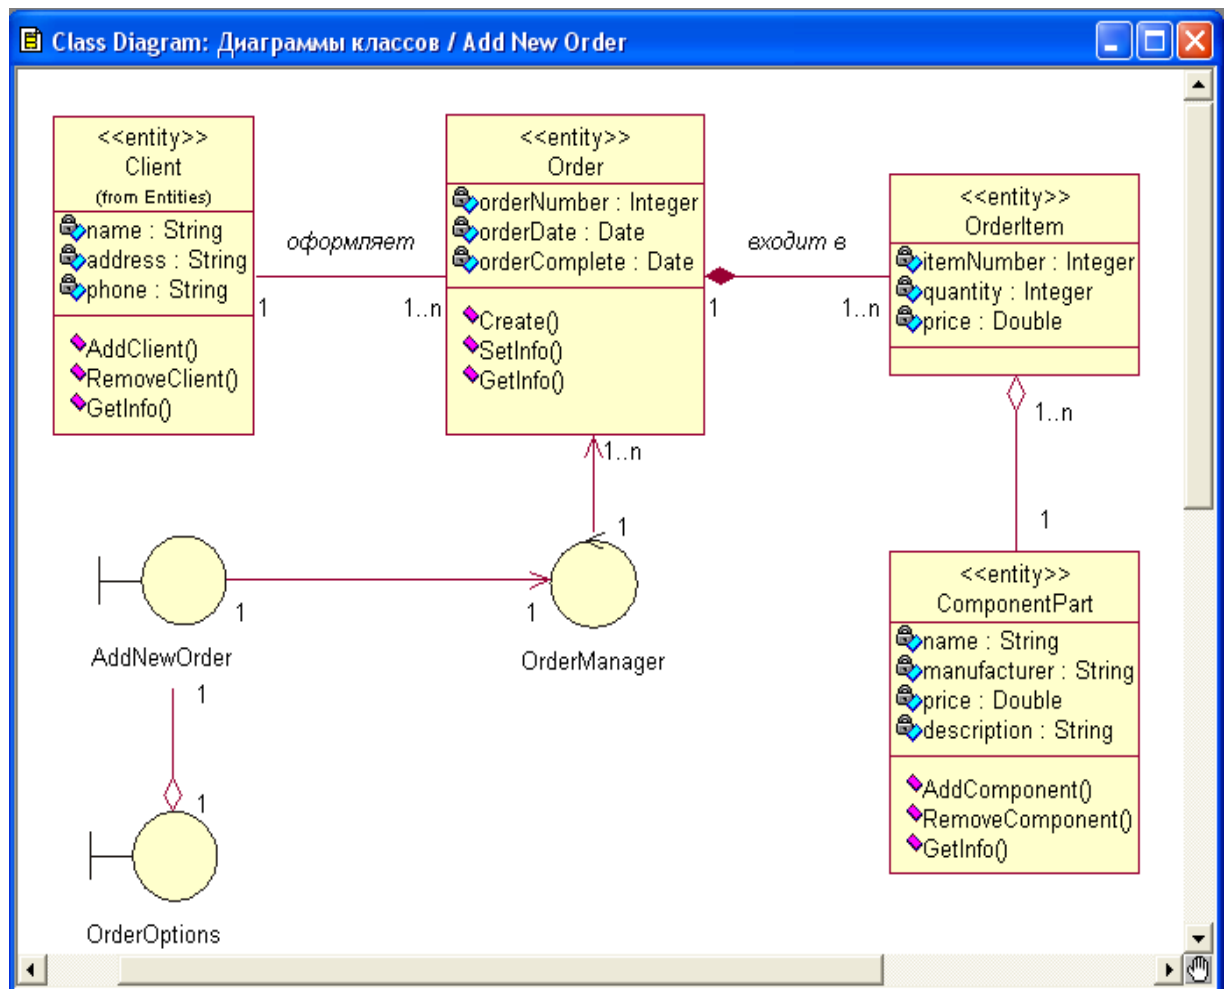 Class Diagram: Диаграммы классов / Add New Order
<<entity>>
Client
(from Entities)
name : String
address : String
phone : String
AddClient()
RemoveClient()
GetInfo()
оформляет
1
1..n
<<entity>>
Order
orderNumber : Integer
orderDate : Date
orderComplete : Date
Create()
SetInfo()
GetInfo()
входит в
1
1..n
<<entity>>
OrderItem
itemNumber : Integer
quantity : Integer
price : Double
1..n
1
1..n
1
<<entity>>
ComponentPart
name : String
manufacturer : String
price : Double
description : String
AddComponent()
RemoveComponent()
GetInfo()
1
1
AddNewOrder
OrderManager
1
1
OrderOptions